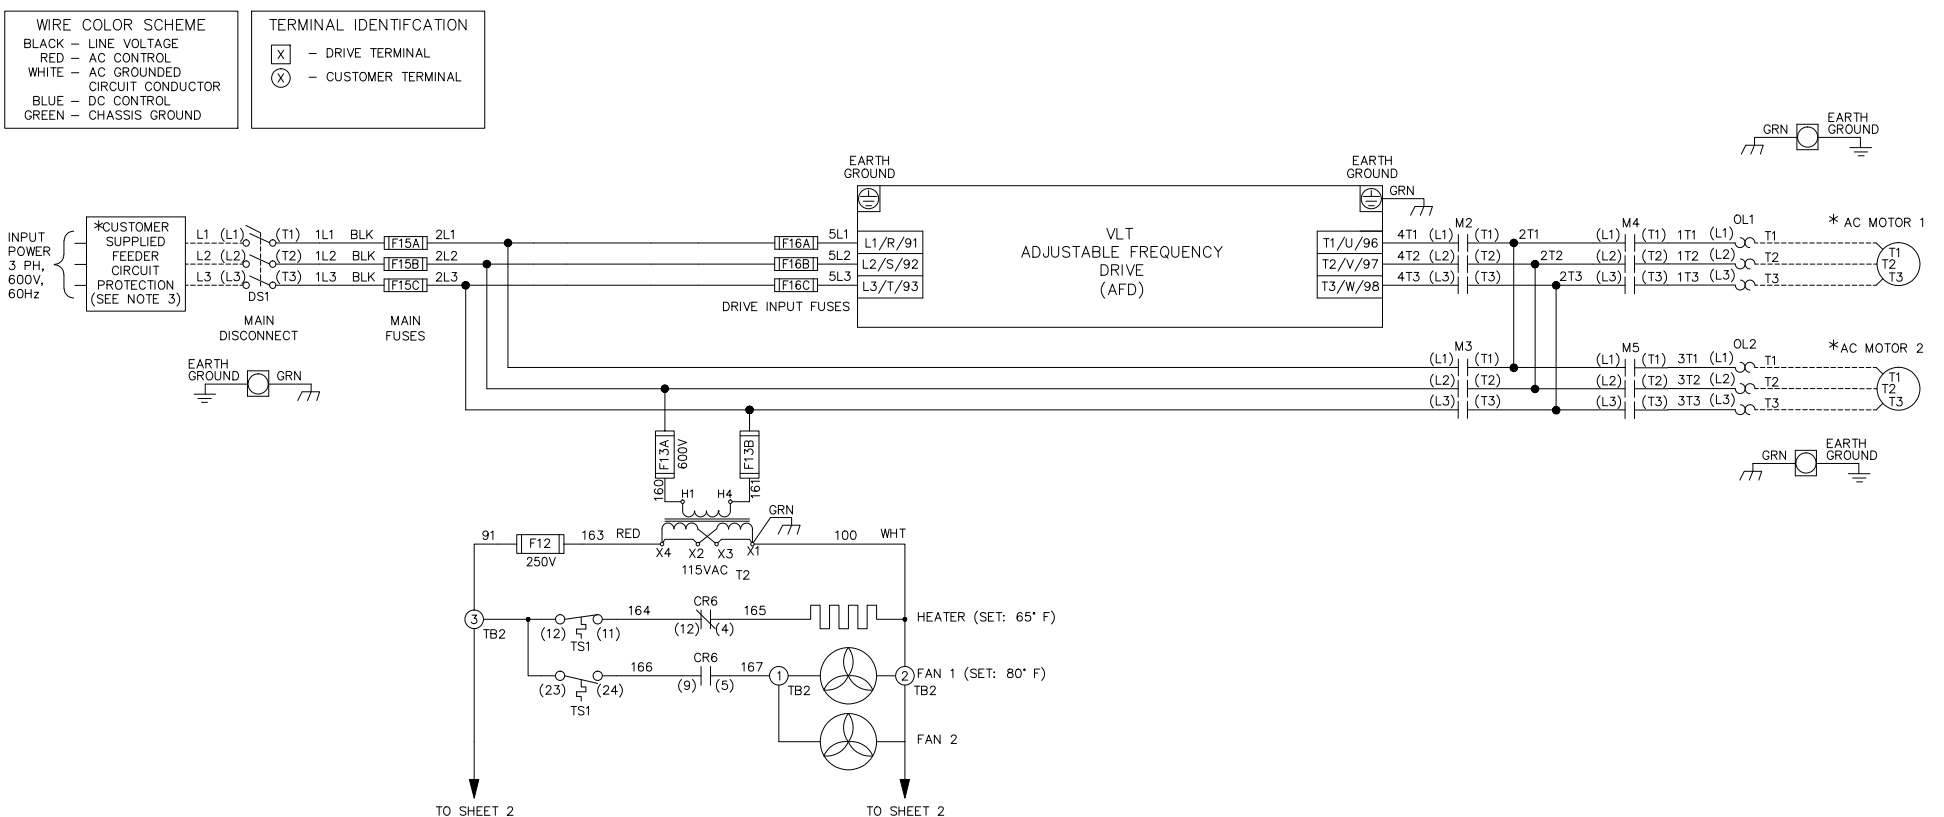 WIRE COLOR SCHEME
BLACK – LINE VOLTAGE
RED – AC CONTROL
WHITE – AC GROUNDED
CIRCUIT CONDUCTOR
BLUE – DC CONTROL
GREEN – CHASSIS GROUND
TERMINAL IDENTIFCATION
X – DRIVE TERMINAL
X – CUSTOMER TERMINAL
INPUT
POWER
3 PH,
600V,
60Hz
*CUSTOMER
SUPPLIED
FEEDER
CIRCUIT
PROTECTION
(SEE NOTE 3)
L1 (L1) (T1) 1L1 BLK F15A 2L1
L2 (L2) (T2) 1L2 BLK F15B 2L2
L3 (L3) (T3) 1L3 BLK F15C 2L3
DS1
MAIN
DISCONNECT
MAIN
FUSES
EARTH
GROUND GRN
F16A 5L1 L1/R/91
F16B 5L2 L2/S/92
F16C 5L3 L3/T/93
DRIVE INPUT FUSES
EARTH
GROUND
VLT
ADJUSTABLE FREQUENCY
DRIVE
(AFD)
EARTH
GROUND
GRN
T1/U/96 4T1 (L1) M2 (T1) 2T1 (L1) M4 (T1) 1T1 (L1) OL1 T1
T2/V/97 4T2 (L2) (T2) 2T2 (L2) (T2) 1T2 (L2) T2
T3/W/98 4T3 (L3) (T3) 2T3 (L3) (T3) 1T3 (L3) T3
* AC MOTOR 1
T1
T2
T3
GRN EARTH
GROUND
(L1) M3 (T1) (L1) M5 (T1) 3T1 (L1) OL2 T1
(L2) (T2) (L2) (T2) 3T2 (L2) T2
(L3) (T3) (L3) (T3) 3T3 (L3) T3
*AC MOTOR 2
T1
T2
T3
GRN EARTH
GROUND
F13A 600V F13B
160 161
H1 H4
GRN
91 F12 163 RED
250V
X4 X2 X3 X1
115VAC T2
100 WHT
3 TB2
(12) (11) TS1 164 CR6 (12) (4) 165
HEATER (SET: 65° F)
(23) (24) TS1 166 CR6 (9) (5) 167 1 TB2
2 TB2 FAN 1 (SET: 80° F)
FAN 2
TO SHEET 2
TO SHEET 2